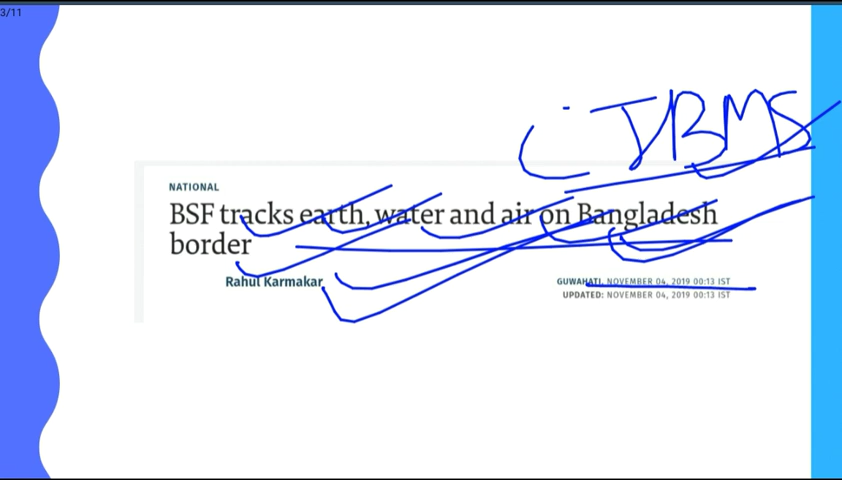 3/11
CIBMS
NATIONAL
BSF tracks earth, water and air on Bangladesh
border
Rahul Karmakar
GUWAHATI, NOVEMBER 04, 2019 00:13 IST
UPDATED: NOVEMBER 04, 2019 00:13 IST